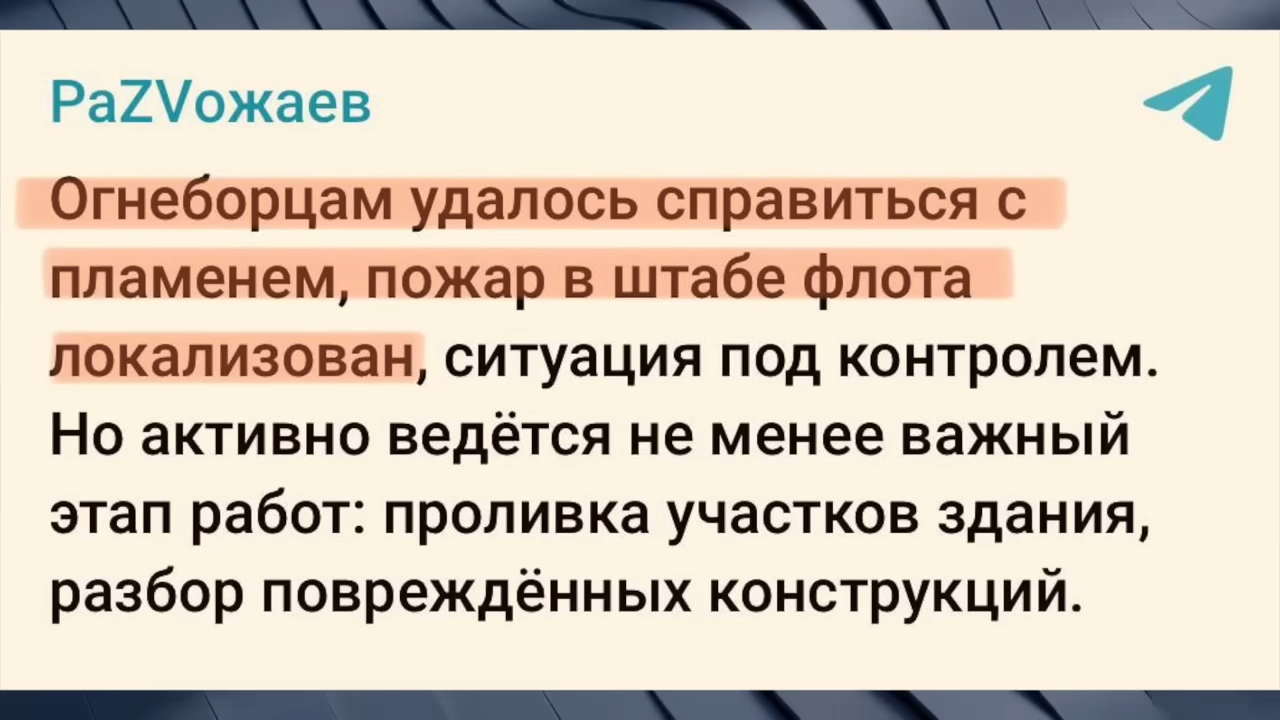 РаZVожаев
Огнеборцам удалось справиться с
пламенем, пожар в штабе флота
локализован, ситуация под контролем.
Но активно ведётся не менее важный
этап работ: проливка участков здания,
разбор повреждённых конструкций.